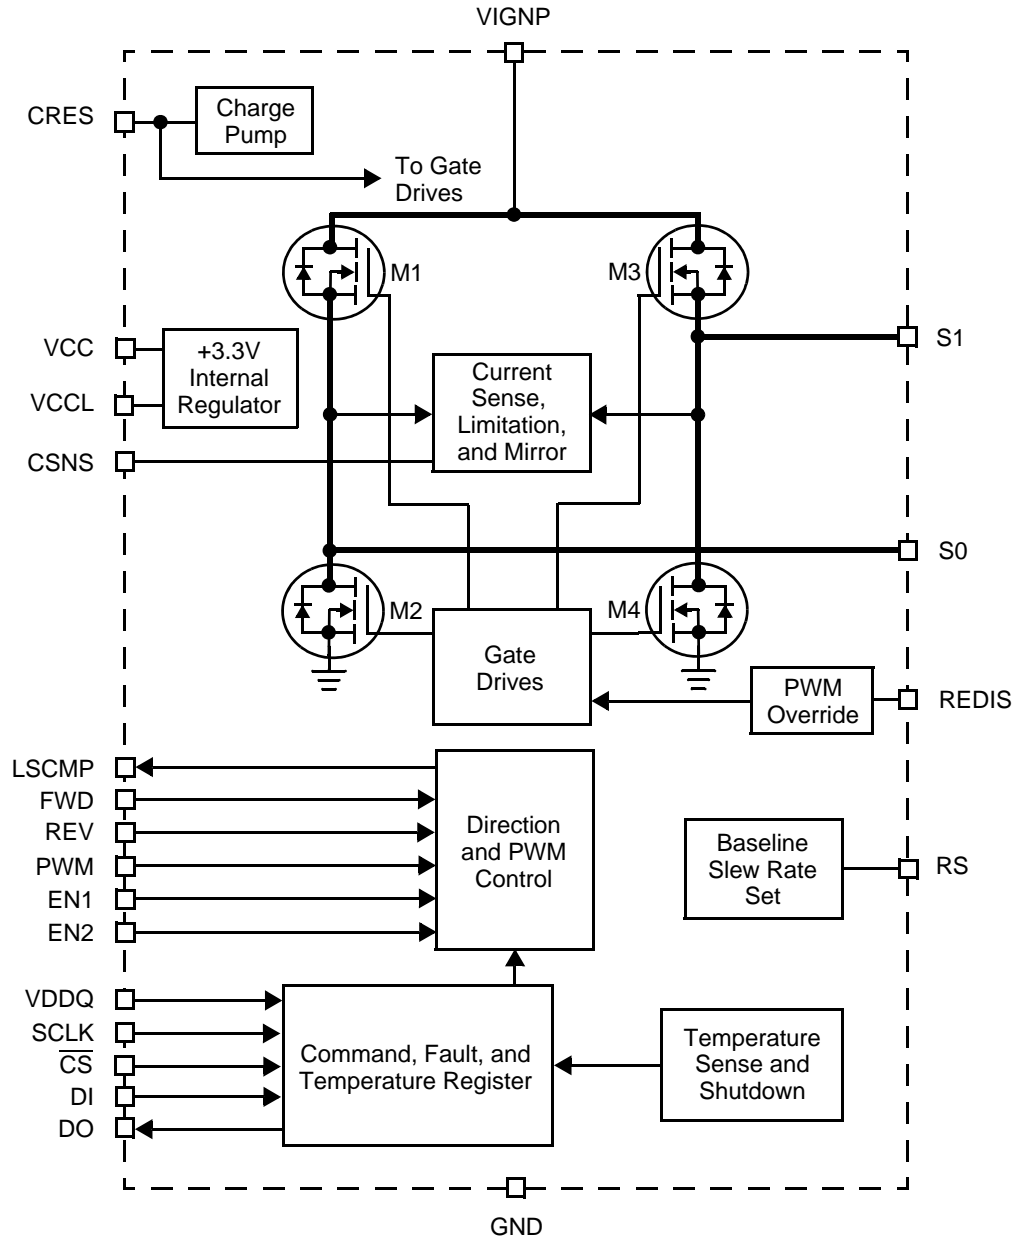 VIGNP
CRES
Charge
Pump
To Gate
Drives
M1
M3
VCC
VCCL
+3.3V
Internal
Regulator
Current
Sense,
Limitation,
and Mirror
S1
CSNS
S0
M2
M4
Gate
Drives
PWM
Override
REDIS
LSCMP
FWD
REV
PWM
EN1
EN2
Direction
and PWM
Control
Baseline
Slew Rate
Set
RS
VDDQ
SCLK
C̅S̅
DI
DO
Command, Fault, and
Temperature Register
Temperature
Sense and
Shutdown
GND